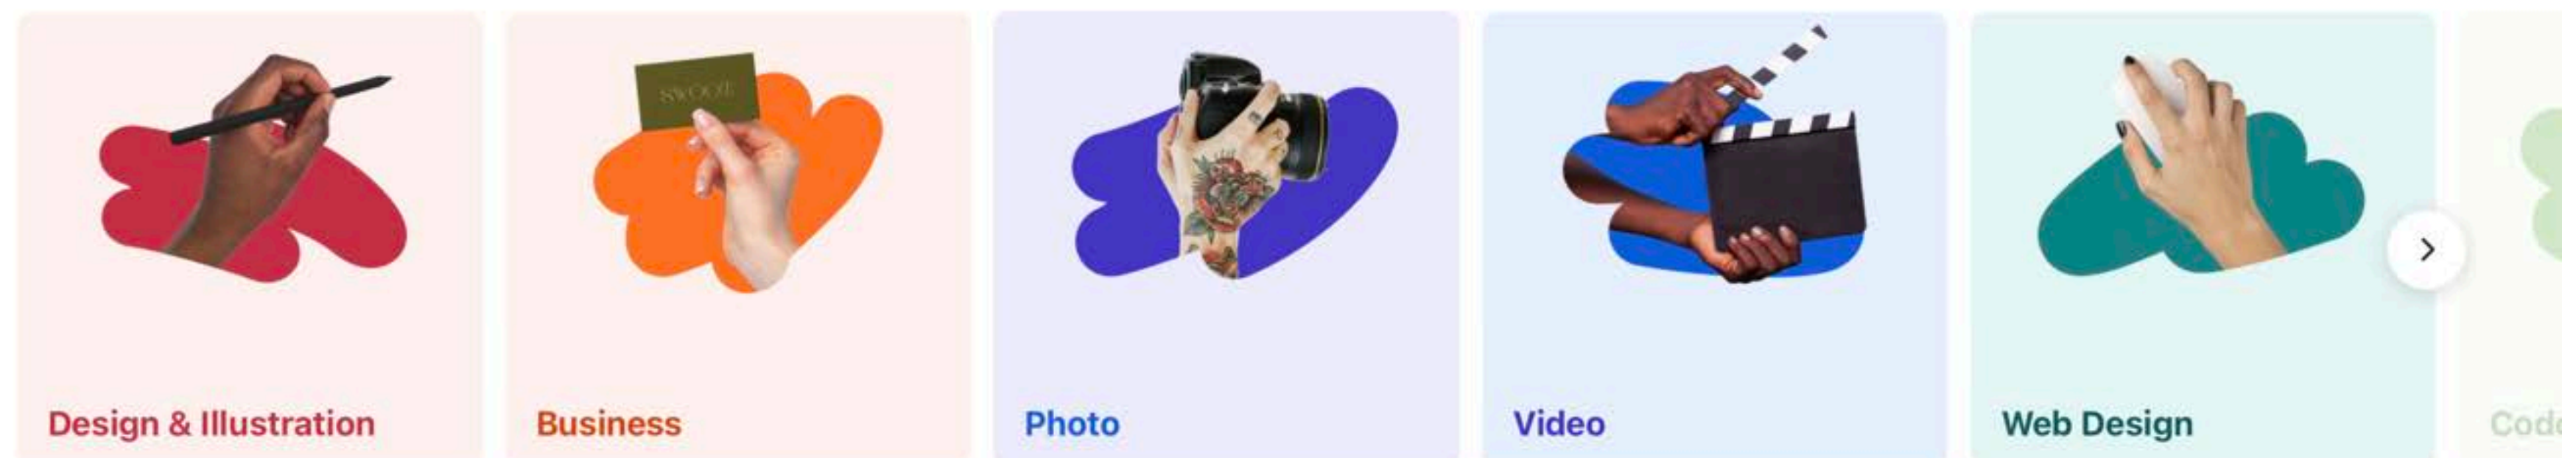 Design & Illustration
Business
Photo
Video
Web Design